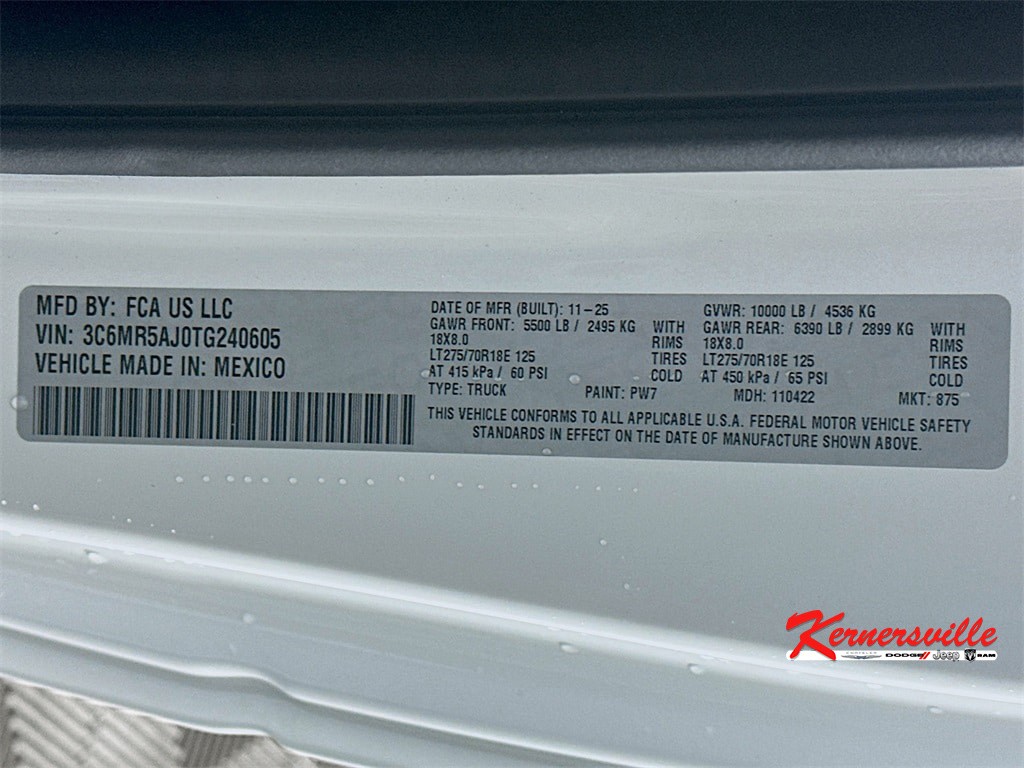 MFD BY: FCA US LLC
VIN: 3C6MR5AJ0TG240605
VEHICLE MADE IN: MEXICO
DATE OF MFR (BUILT): 11-25
GAWR FRONT: 5500 LB / 2495 KG WITH
18X8.0 RIMS
LT275/70R18E 125 TIRES
AT 415 kPa / 60 PSI COLD
GVWR: 10000 LB / 4536 KG
GAWR REAR: 6390 LB / 2899 KG WITH
18X8.0 RIMS
LT275/70R18E 125 TIRES
AT 450 kPa / 65 PSI COLD
TYPE: TRUCK PAINT: PW7 MDH: 110422 MKT: 875
THIS VEHICLE CONFORMS TO ALL APPLICABLE U.S.A. FEDERAL MOTOR VEHICLE SAFETY
STANDARDS IN EFFECT ON THE DATE OF MANUFACTURE SHOWN ABOVE.
Kernersville
CHRYSLER DODGE Jeep RAM